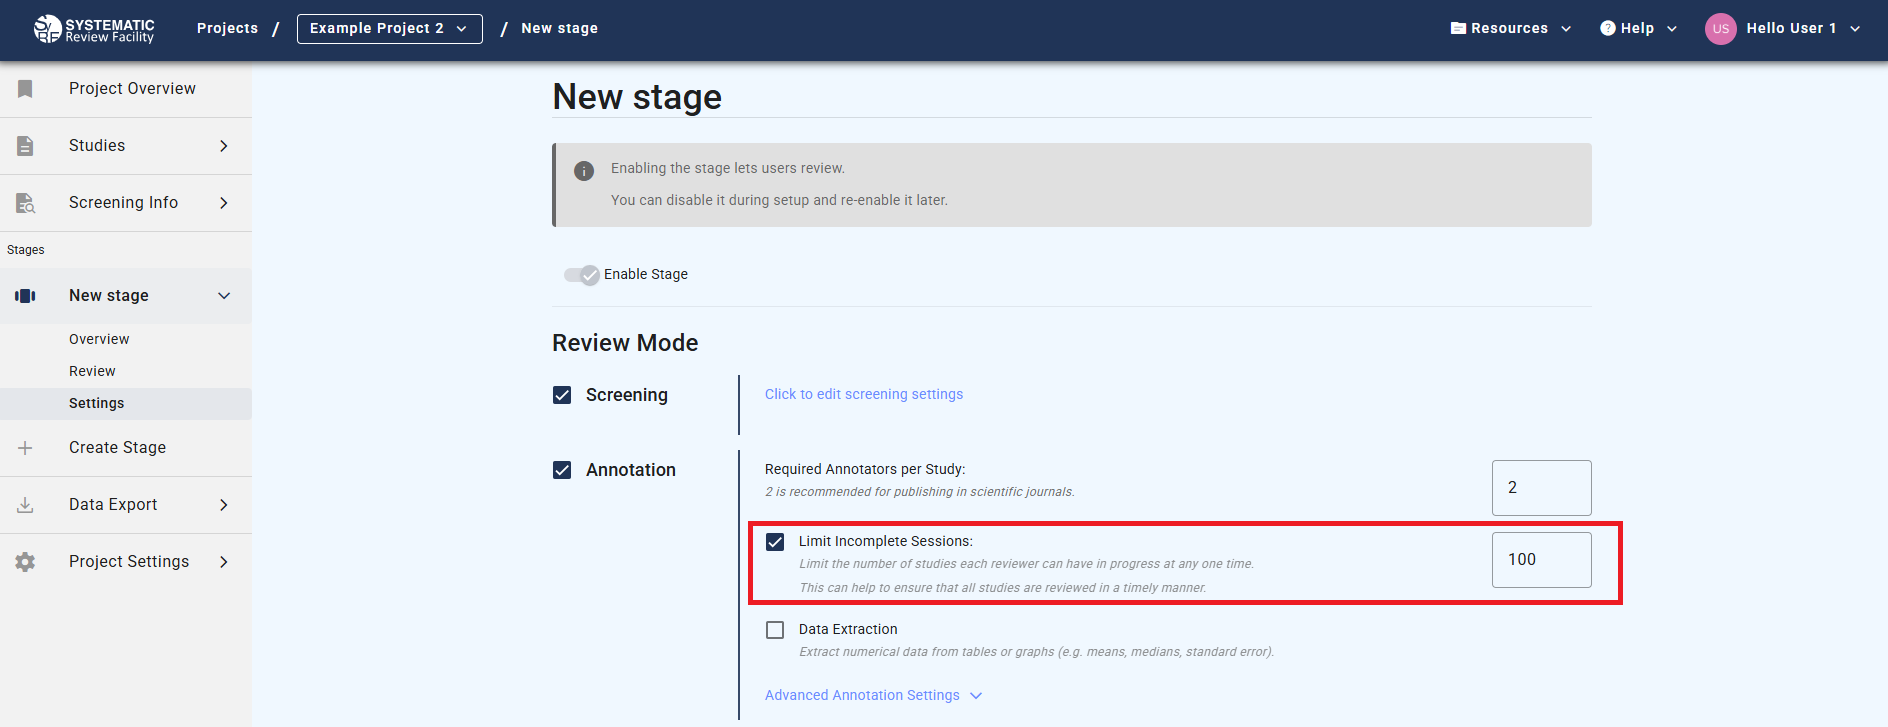 SYSTEMATIC
Review Facility
Projects / Example Project 2 / New stage
Resources
Help
US
Hello User 1
Project Overview
Studies
Screening Info
Stages
New stage
Overview
Review
Settings
Create Stage
Data Export
Project Settings
New stage
Enabling the stage lets users review.
You can disable it during setup and re-enable it later.
Enable Stage
Review Mode
Screening
Click to edit screening settings
Annotation
Required Annotators per Study:
2 is recommended for publishing in scientific journals.
2
Limit Incomplete Sessions:
Limit the number of studies each reviewer can have in progress at any one time.
This can help to ensure that all studies are reviewed in a timely manner.
100
Data Extraction
Extract numerical data from tables or graphs (e.g. means, medians, standard error).
Advanced Annotation Settings